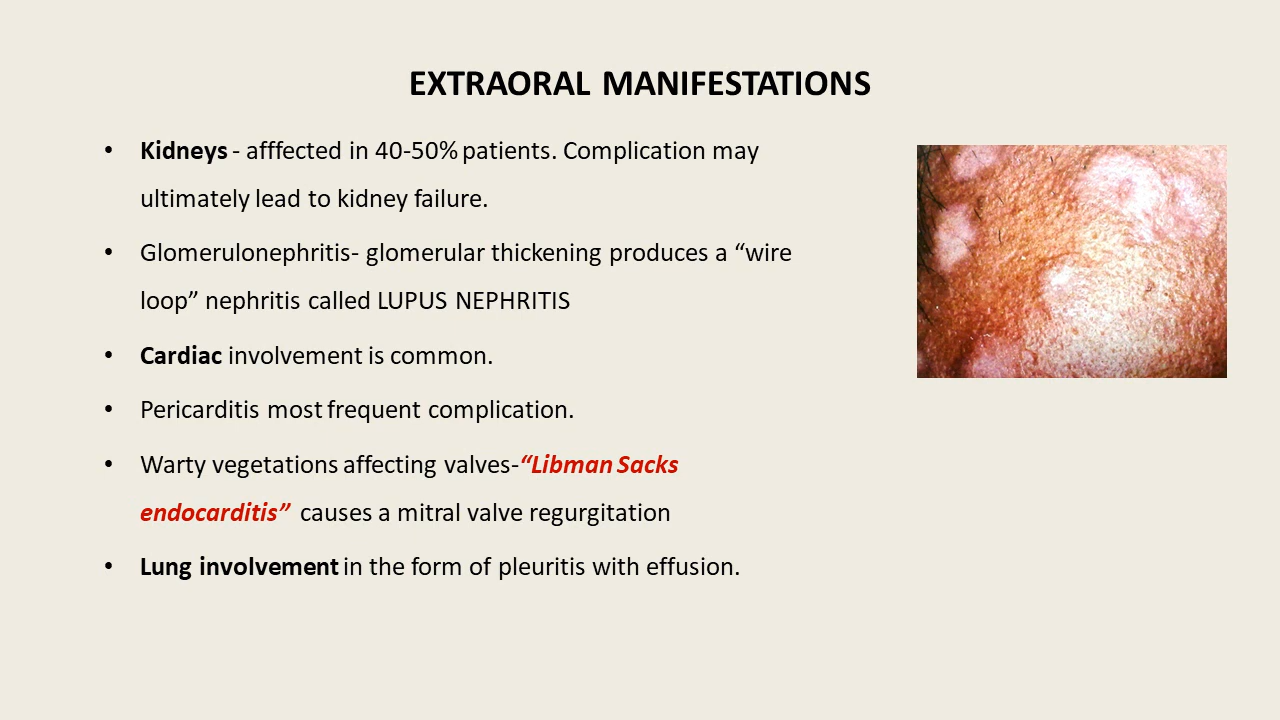 EXTRAORAL MANIFESTATIONS
• Kidneys - afffected in 40-50% patients. Complication may
ultimately lead to kidney failure.
• Glomerulonephritis- glomerular thickening produces a “wire
loop” nephritis called LUPUS NEPHRITIS
• Cardiac involvement is common.
• Pericarditis most frequent complication.
• Warty vegetations affecting valves-“Libman Sacks
endocarditis” causes a mitral valve regurgitation
• Lung involvement in the form of pleuritis with effusion.